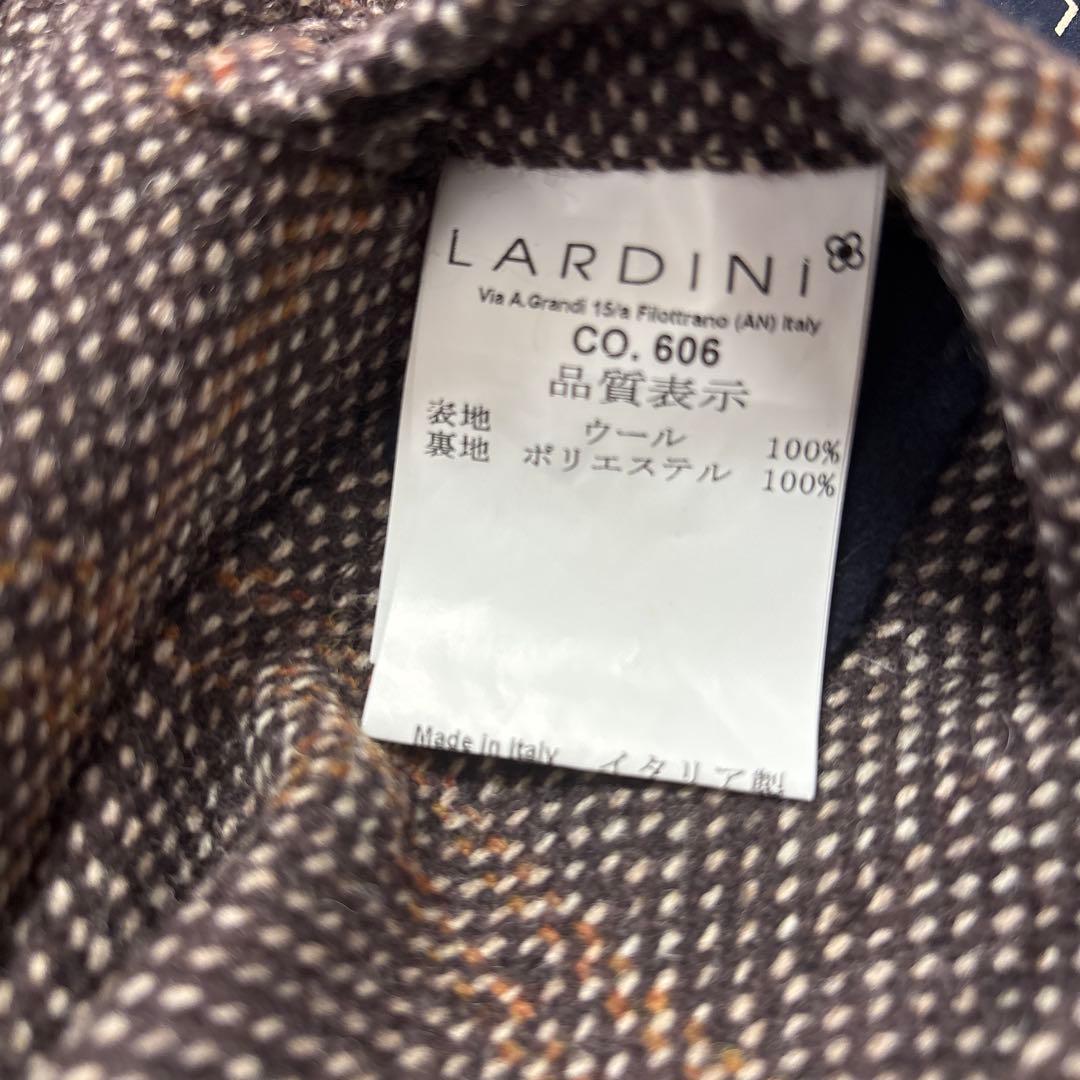 LARDINI
Via A.Grandi 15/a Filottrano (AN) Italy
CO. 606
品質表示
表地 ウール 100%
裏地 ポリエステル 100%
Made in Italy イタリア製